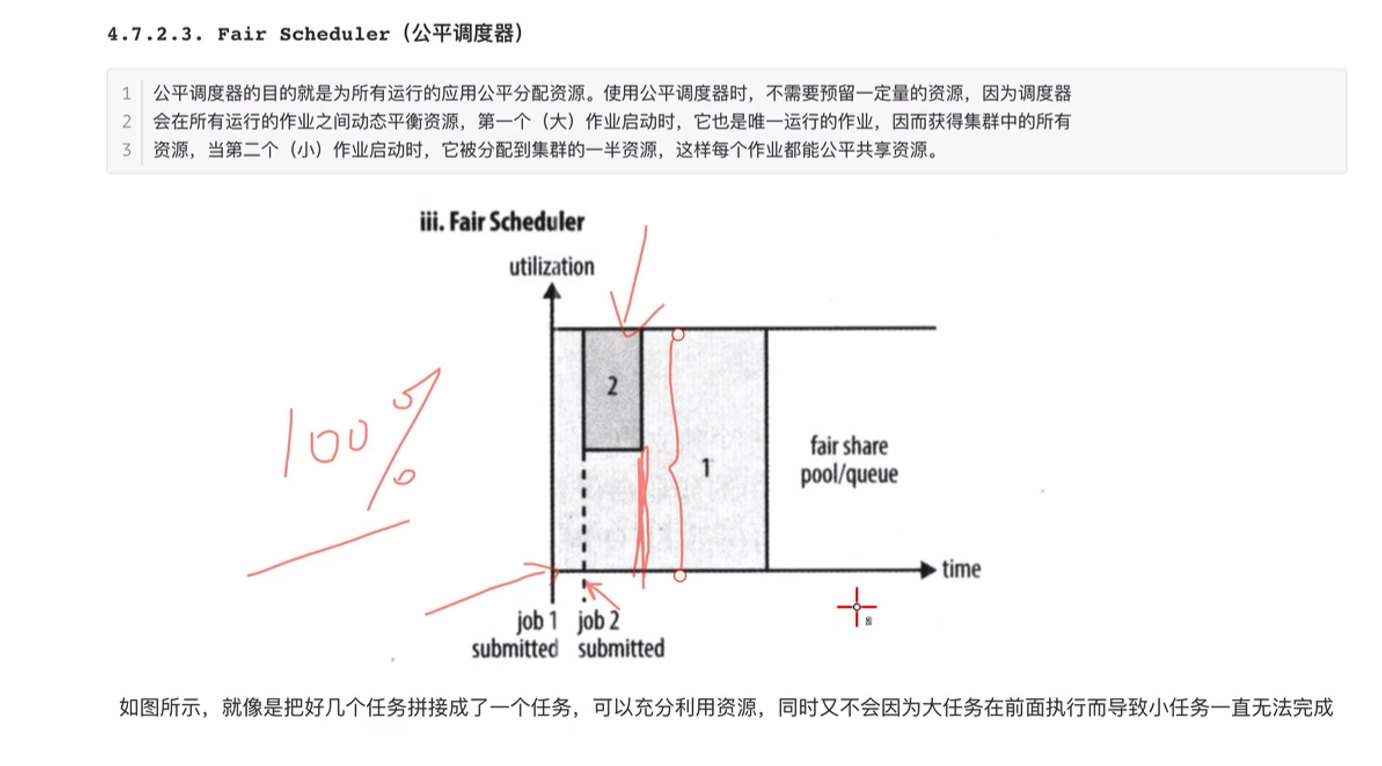 4.7.2.3. Fair Scheduler（公平调度器）
1 公平调度器的目的就是为所有运行的应用公平分配资源。使用公平调度器时，不需要预留一定量的资源，因为调度器
2 会在所有运行的作业之间动态平衡资源，第一个（大）作业启动时，它也是唯一运行的作业，因而获得集群中的所有
3 资源，当第二个（小）作业启动时，它被分配到集群的一半资源，这样每个作业都能公平共享资源。
iii. Fair Scheduler
utilization
2
100%
1
fair share
pool/queue
time
job 1
submitted
job 2
submitted
如图所示，就像是把好几个任务拼接成了一个任务，可以充分利用资源，同时又不会因为大任务在前面执行而导致小任务一直无法完成